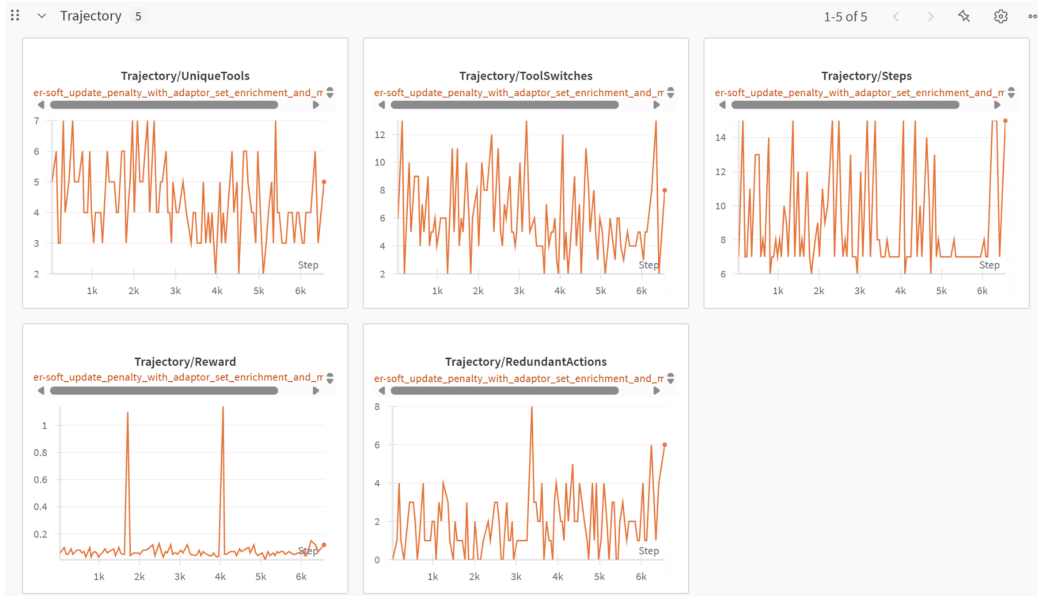 Trajectory 5 1-5 of 5
Trajectory/UniqueTools
er-soft_update_penalty_with_adaptor_set_enrichment_and_m
7
6
5
4
3
2
Step
1k 2k 3k 4k 5k 6k
Trajectory/ToolSwitches
er-soft_update_penalty_with_adaptor_set_enrichment_and_m
12
10
8
6
4
2
Step
1k 2k 3k 4k 5k 6k
Trajectory/Steps
er-soft_update_penalty_with_adaptor_set_enrichment_and_m
14
12
10
8
6
Step
1k 2k 3k 4k 5k 6k
Trajectory/Reward
er-soft_update_penalty_with_adaptor_set_enrichment_and_m
1
0.8
0.6
0.4
0.2
Step
1k 2k 3k 4k 5k 6k
Trajectory/RedundantActions
er-soft_update_penalty_with_adaptor_set_enrichment_and_m
8
6
4
2
0
Step
1k 2k 3k 4k 5k 6k